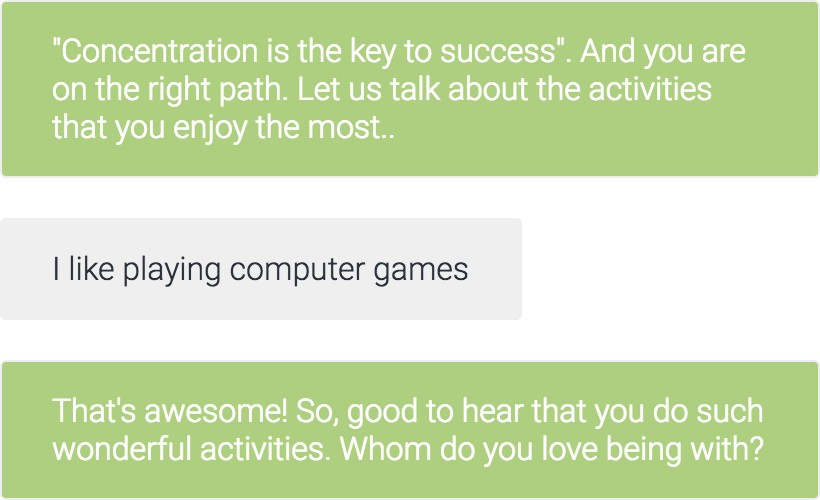 "Concentration is the key to success". And you are
on the right path. Let us talk about the activities
that you enjoy the most..
I like playing computer games
That's awesome! So, good to hear that you do such
wonderful activities. Whom do you love being with?